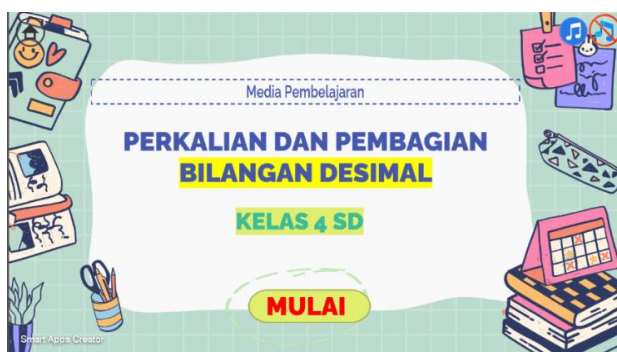 Media Pembelajaran
PERKALIAN DAN PEMBAGIAN
BILANGAN DESIMAL
KELAS 4 SD
MULAI
Smart Apps Creator